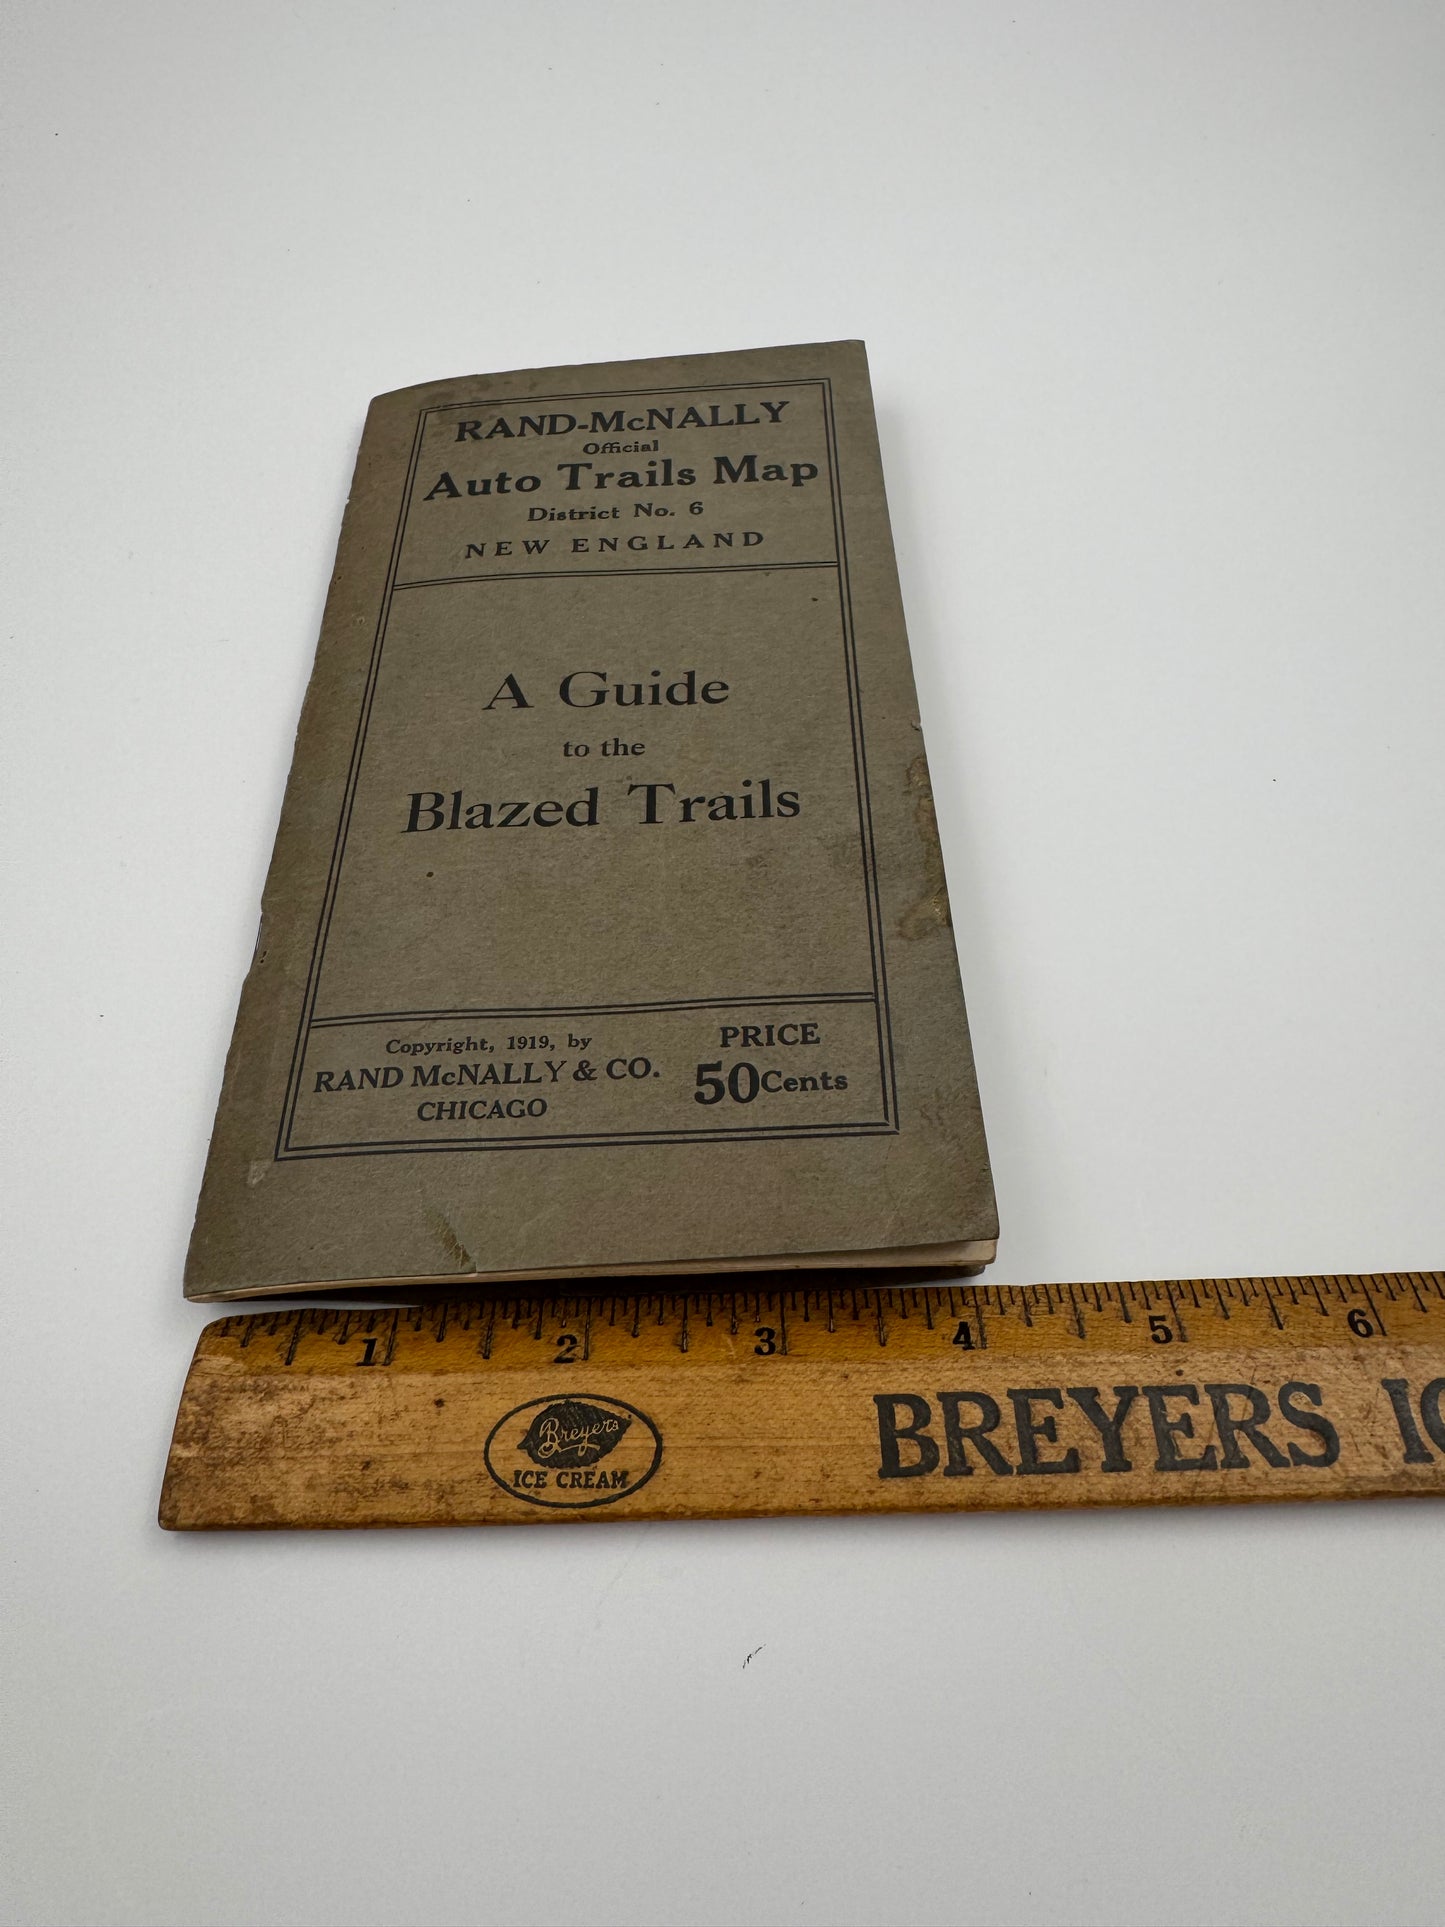 RAND-McNALLY
Official
Auto Trails Map
District No. 6
NEW ENGLAND
A Guide
to the
Blazed Trails
Copyright, 1919, by
RAND McNALLY & CO.
CHICAGO
PRICE
50 Cents
1 2 3 4 5 6
Breyers
ICE CREAM
BREYERS IC